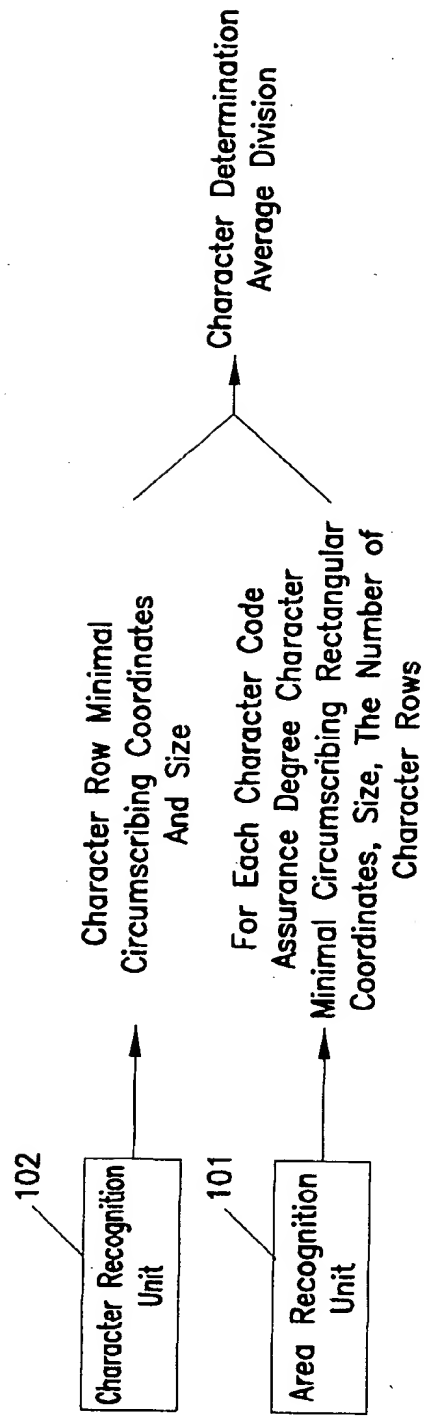 102
Character Recognition
Unit
Character Row Minimal
Circumscribing Coordinates
And Size
101
Area Recognition
Unit
For Each Character Code
Assurance Degree Character
Minimal Circumscribing Rectangular
Coordinates, Size, The Number of
Character Rows
Character Determination
Average Division